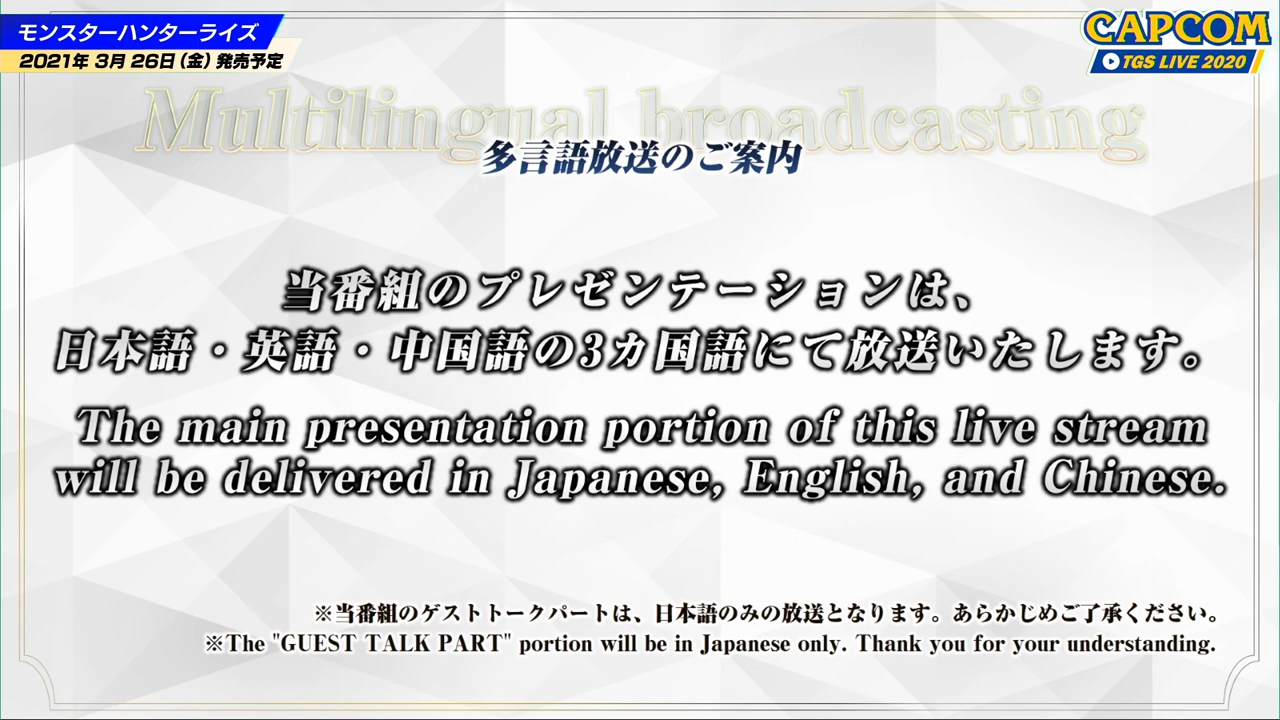 モンスターハンターライズ
2021年 3月 26日（金）発売予定
CAPCOM
TGS LIVE 2020
Multilingual broadcasting
多言語放送のご案内
当番組のプレゼンテーションは、
日本語・英語・中国語の3カ国語にて放送いたします。
The main presentation portion of this live stream
will be delivered in Japanese, English, and Chinese.
※当番組のゲストトークパートは、日本語のみの放送となります。あらかじめご了承ください。
※The "GUEST TALK PART" portion will be in Japanese only. Thank you for your understanding.